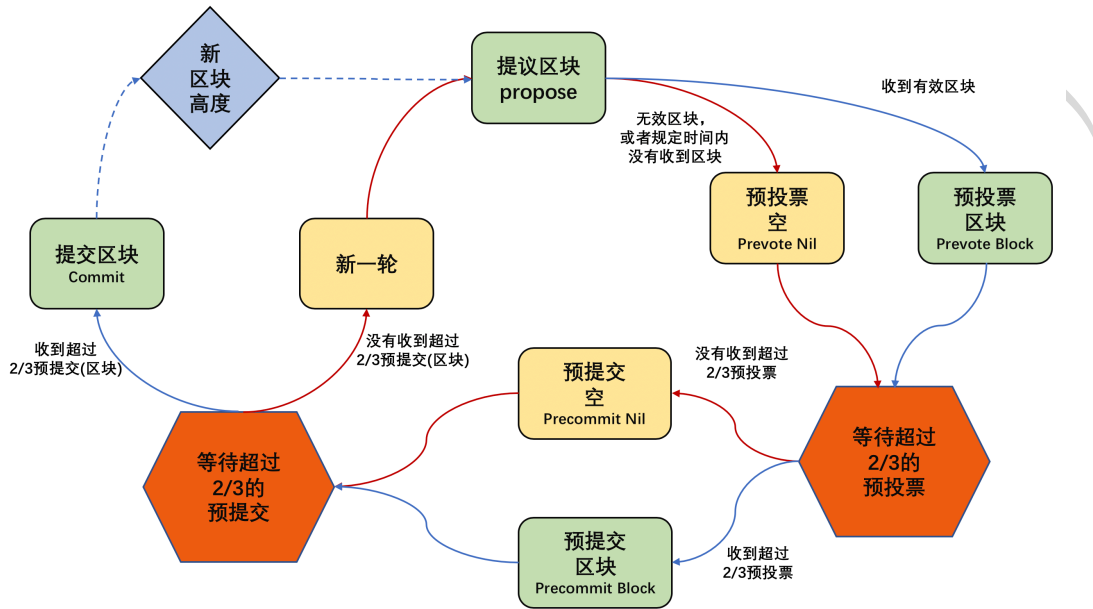 新
区块
高度
提议区块
propose
收到有效区块
无效区块，
或者规定时间内
没有收到区块
预投票
空
Prevote Nil
预投票
区块
Prevote Block
提交区块
Commit
新一轮
收到超过
2/3预提交(区块)
没有收到超过
2/3预提交(区块)
预提交
空
Precommit Nil
没有收到超过
2/3预投票
等待超过
2/3的
预投票
等待超过
2/3的
预提交
预提交
区块
Precommit Block
收到超过
2/3预投票